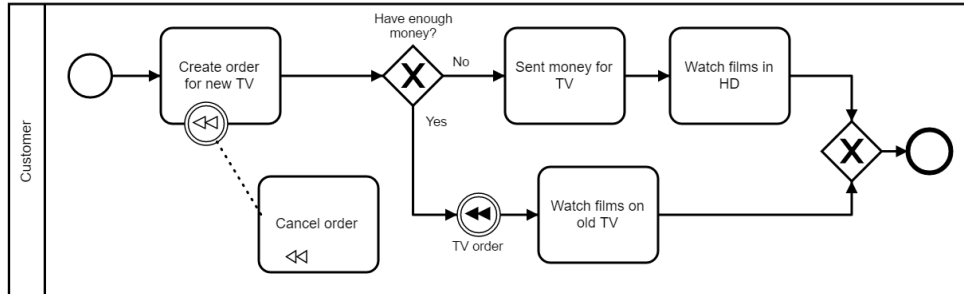 Customer
Create order
for new TV
Have enough
money?
No
Yes
Sent money for
TV
Watch films in
HD
Cancel order
TV order
Watch films on
old TV